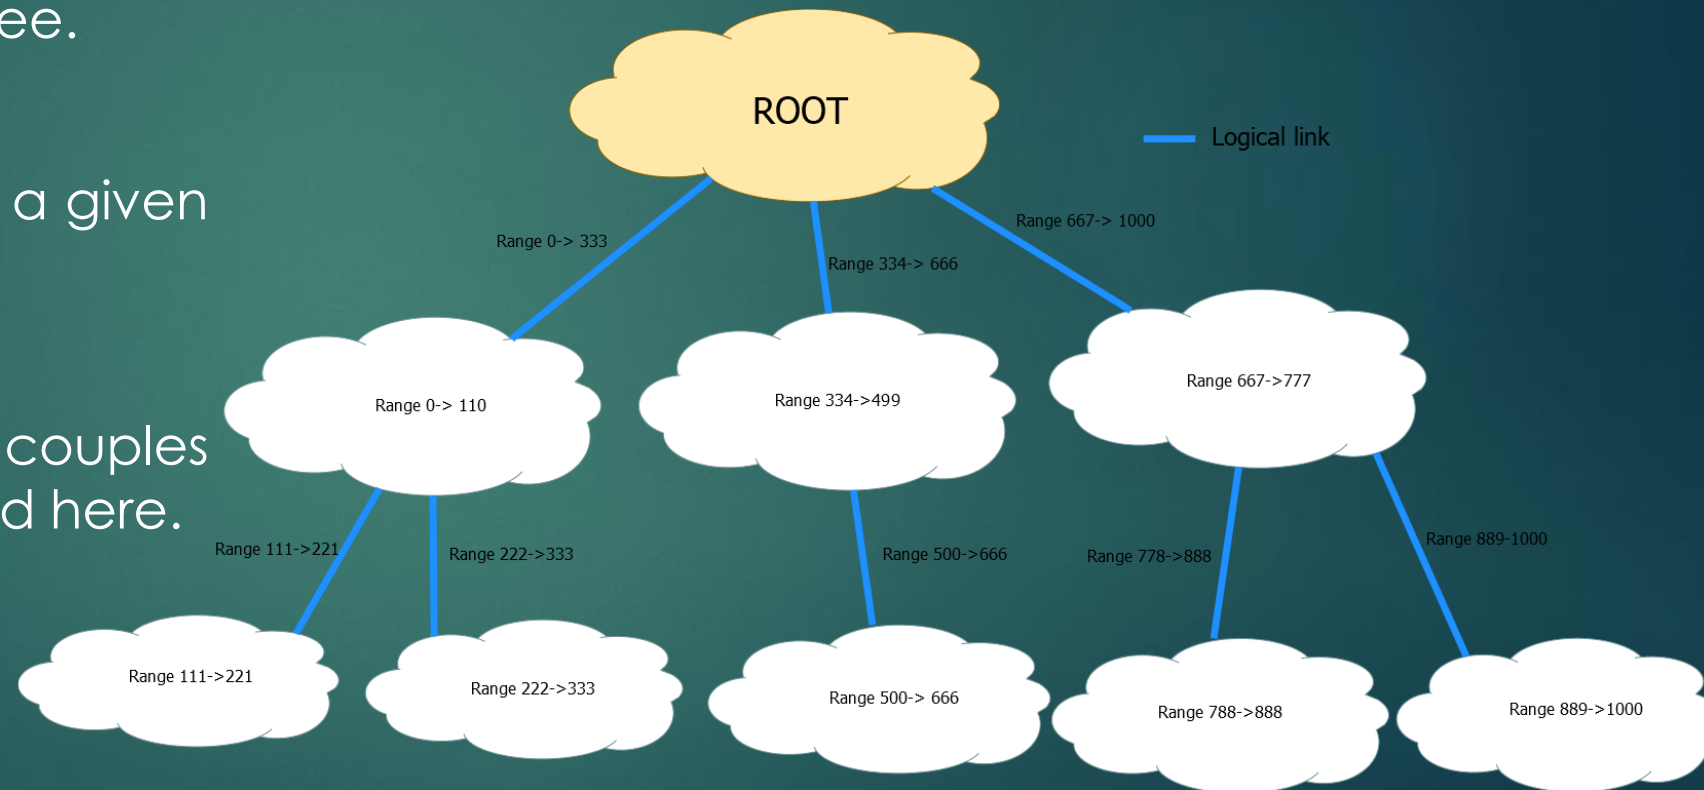 ee.
a given
couples
d here.
ROOT
Logical link
Range 0-> 333
Range 334-> 666
Range 667-> 1000
Range 0-> 110
Range 334->499
Range 667->777
Range 111->221
Range 222->333
Range 500->666
Range 778->888
Range 889-1000
Range 111->221
Range 222->333
Range 500-> 666
Range 788->888
Range 889->1000